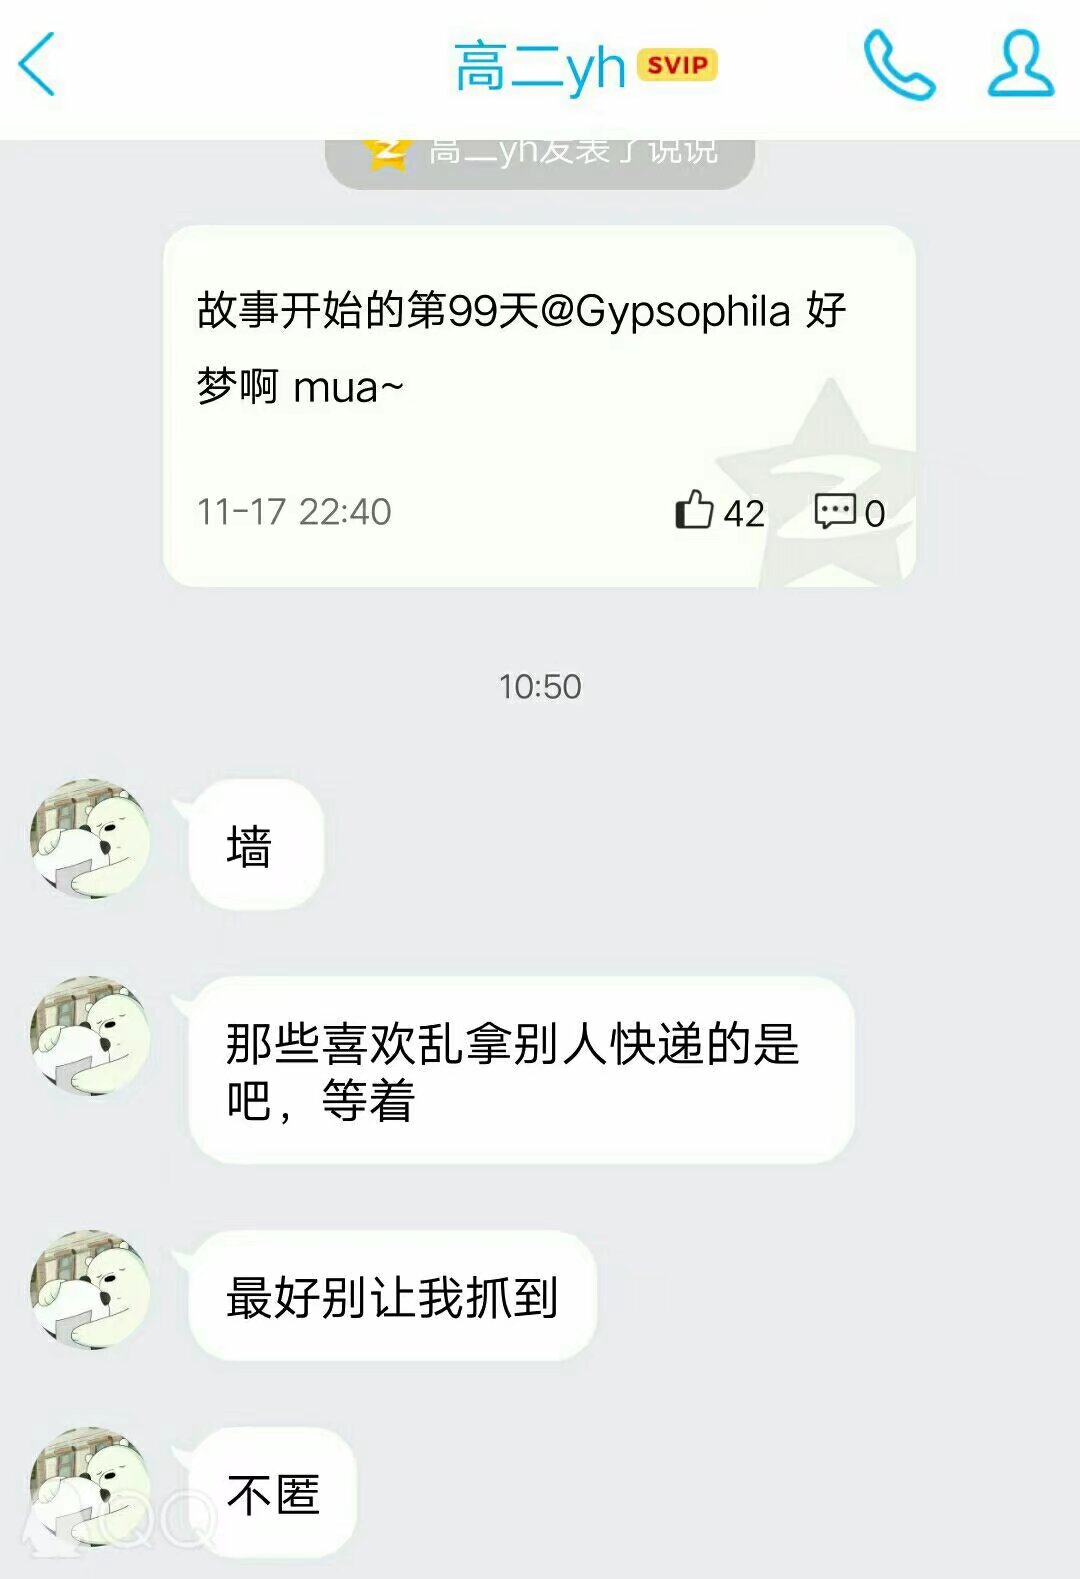 高二yh SVIP
高二yh发表了说说
故事开始的第99天@Gypsophila 好
梦啊 mua~
11-17 22:40 42 0
10:50
墙
那些喜欢乱拿别人快递的是
吧，等着
最好别让我抓到
不匿
QQ